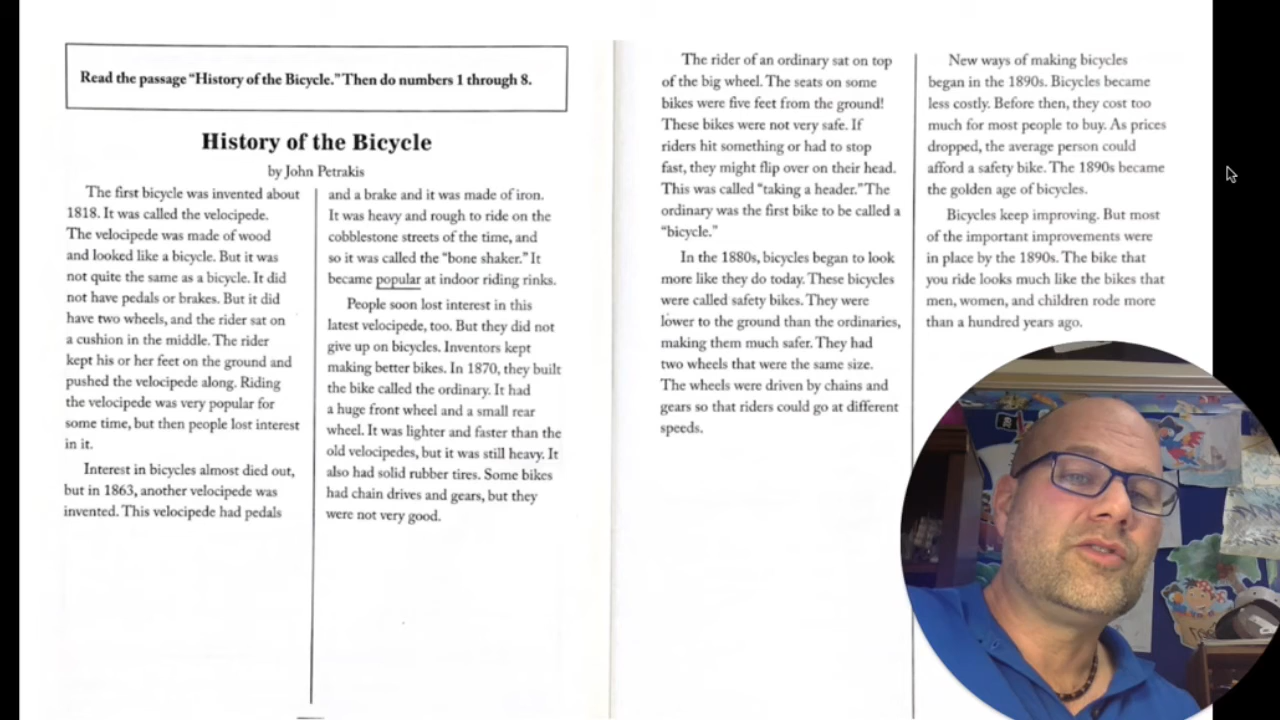 Read the passage “History of the Bicycle.” Then do numbers 1 through 8.
History of the Bicycle
by John Petrakis
The first bicycle was invented about
1818. It was called the velocipede.
The velocipede was made of wood
and looked like a bicycle. But it was
not quite the same as a bicycle. It did
not have pedals or brakes. But it did
have two wheels, and the rider sat on
a cushion in the middle. The rider
kept his or her feet on the ground and
pushed the velocipede along. Riding
the velocipede was very popular for
some time, but then people lost interest
in it.
Interest in bicycles almost died out,
but in 1863, another velocipede was
invented. This velocipede had pedals
and a brake and it was made of iron.
It was heavy and rough to ride on the
cobblestone streets of the time, and
so it was called the “bone shaker.” It
became popular at indoor riding rinks.
People soon lost interest in this
latest velocipede, too. But they did not
give up on bicycles. Inventors kept
making better bikes. In 1870, they built
the bike called the ordinary. It had
a huge front wheel and a small rear
wheel. It was lighter and faster than the
old velocipedes, but it was still heavy. It
also had solid rubber tires. Some bikes
had chain drives and gears, but they
were not very good.
The rider of an ordinary sat on top
of the big wheel. The seats on some
bikes were five feet from the ground!
These bikes were not very safe. If
riders hit something or had to stop
fast, they might flip over on their head.
This was called “taking a header.” The
ordinary was the first bike to be called a
“bicycle.”
In the 1880s, bicycles began to look
more like they do today. These bicycles
were called safety bikes. They were
lower to the ground than the ordinaries,
making them much safer. They had
two wheels that were the same size.
The wheels were driven by chains and
gears so that riders could go at different
speeds.
New ways of making bicycles
began in the 1890s. Bicycles became
less costly. Before then, they cost too
much for most people to buy. As prices
dropped, the average person could
afford a safety bike. The 1890s became
the golden age of bicycles.
Bicycles keep improving. But most
of the important improvements were
in place by the 1890s. The bike that
you ride looks much like the bikes that
men, women, and children rode more
than a hundred years ago.